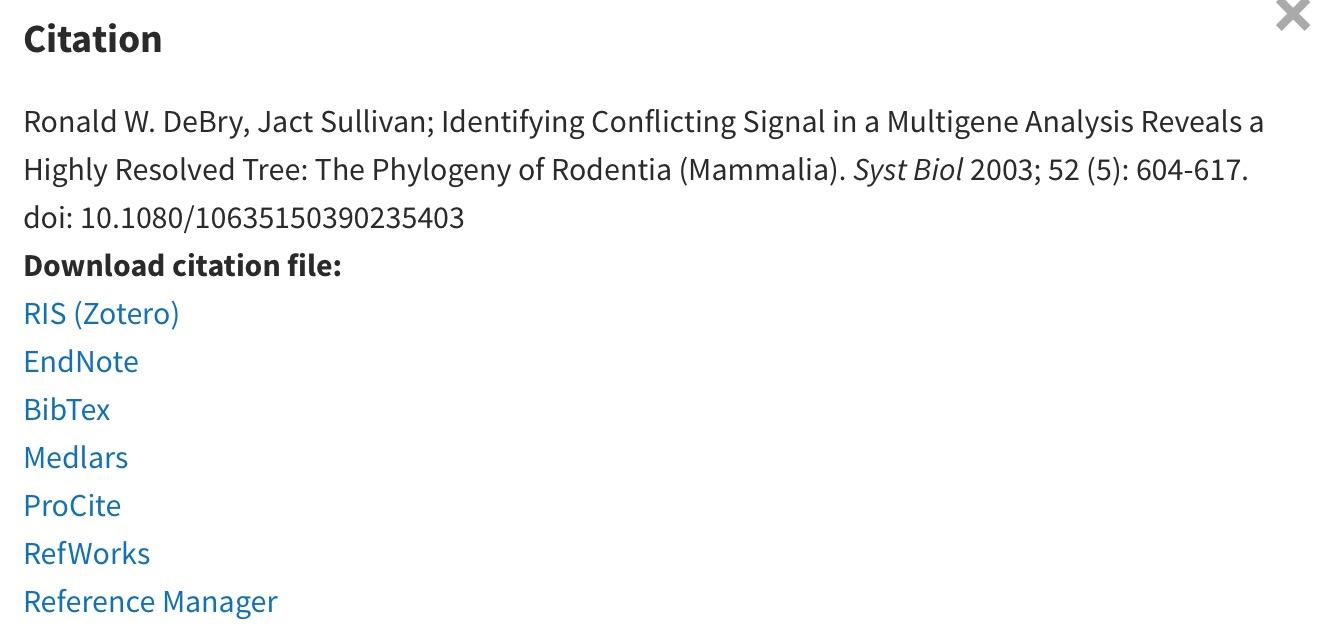 Citation
Ronald W. DeBry, Jact Sullivan; Identifying Conflicting Signal in a Multigene Analysis Reveals a
Highly Resolved Tree: The Phylogeny of Rodentia (Mammalia). Syst Biol 2003; 52 (5): 604-617.
doi: 10.1080/10635150390235403
Download citation file:
RIS (Zotero)
EndNote
BibTex
Medlars
ProCite
RefWorks
Reference Manager